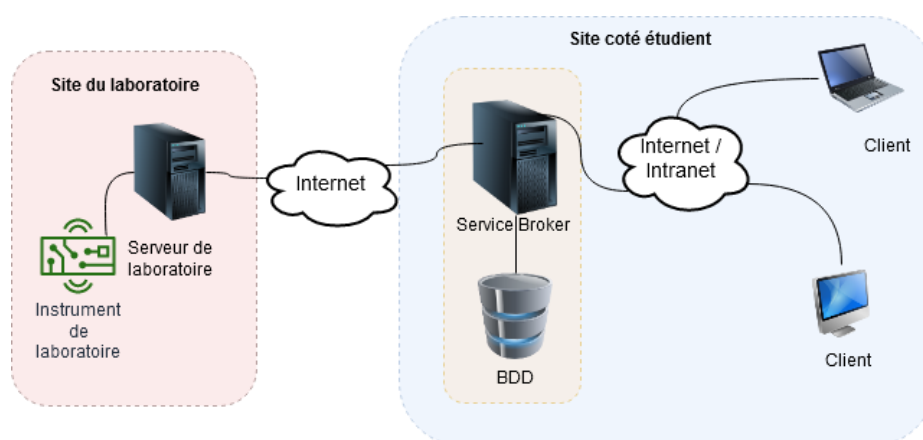 Site coté étudient
Site du laboratoire
Internet
Internet /
Intranet
Client
Service Broker
Serveur de
laboratoire
Instrument
de
laboratoire
BDD
Client